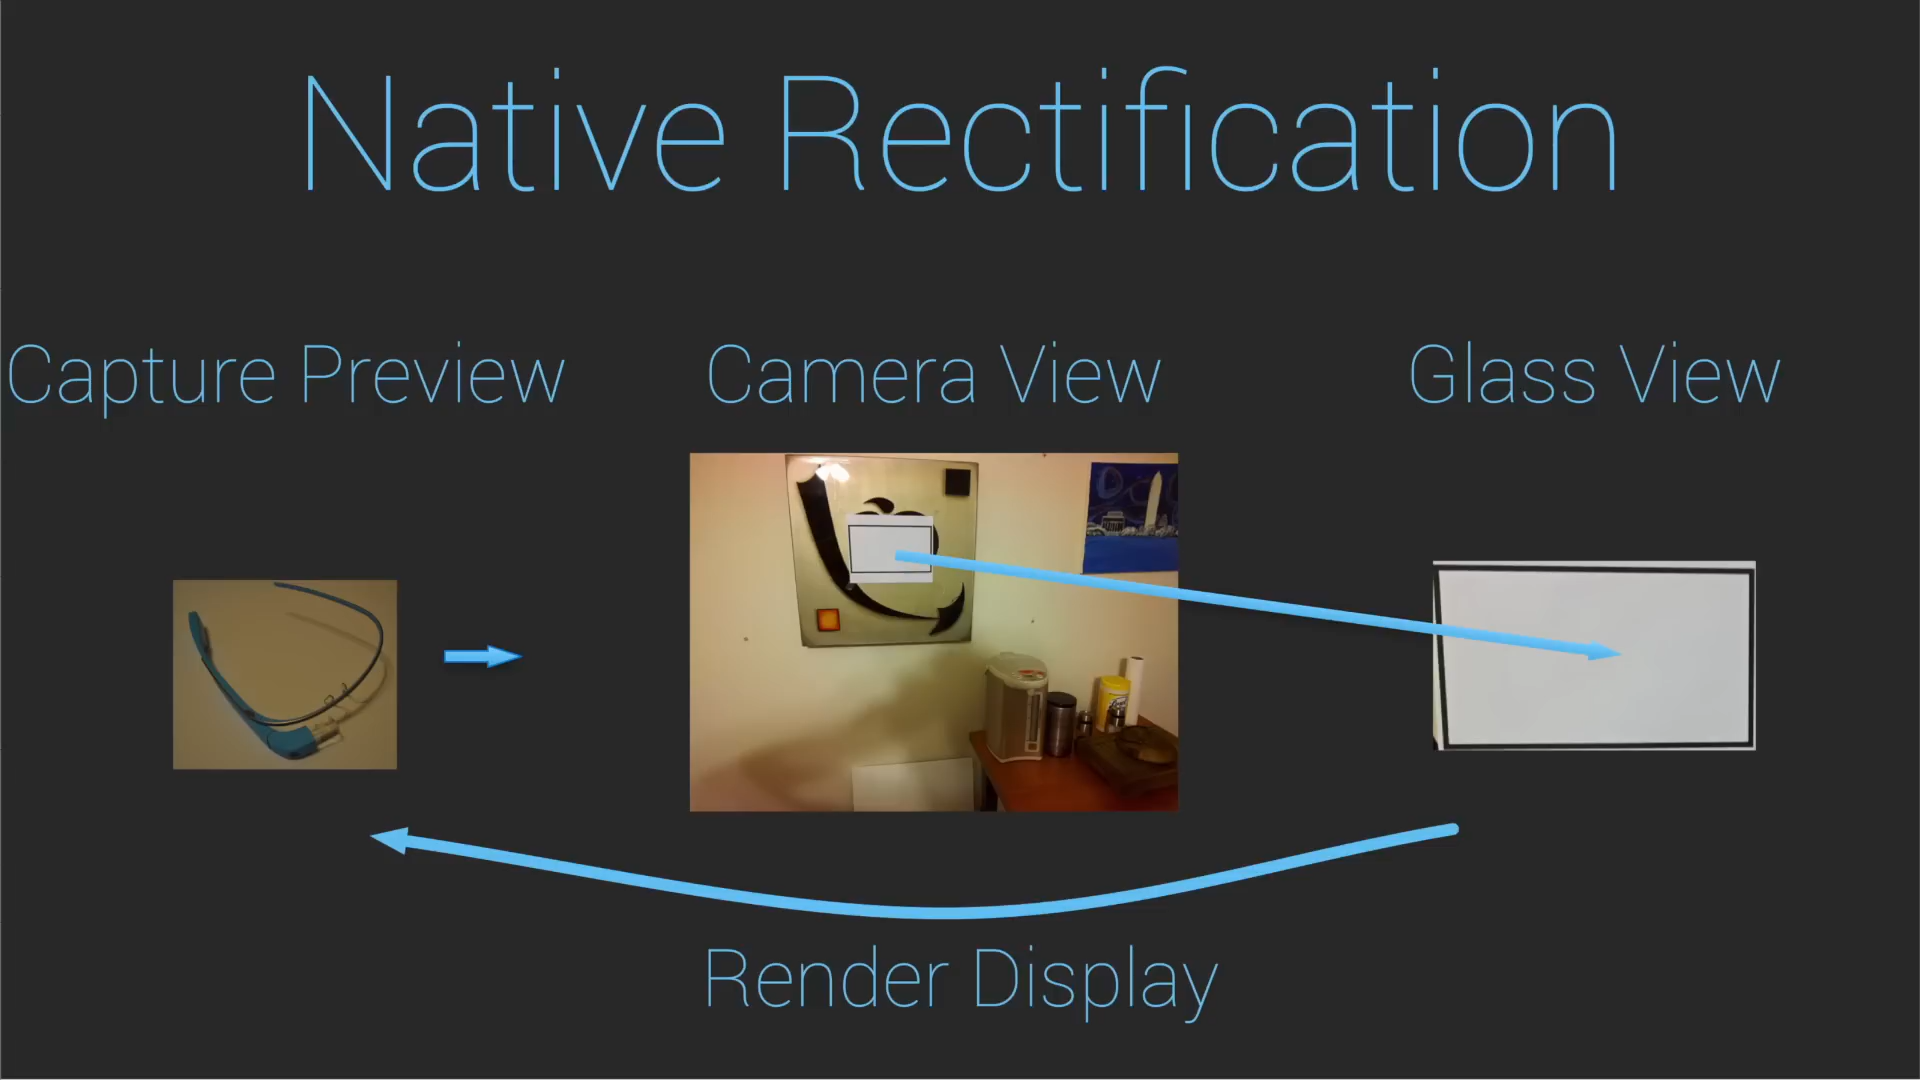 Native Rectification
Capture Preview
Camera View
Glass View
Render Display